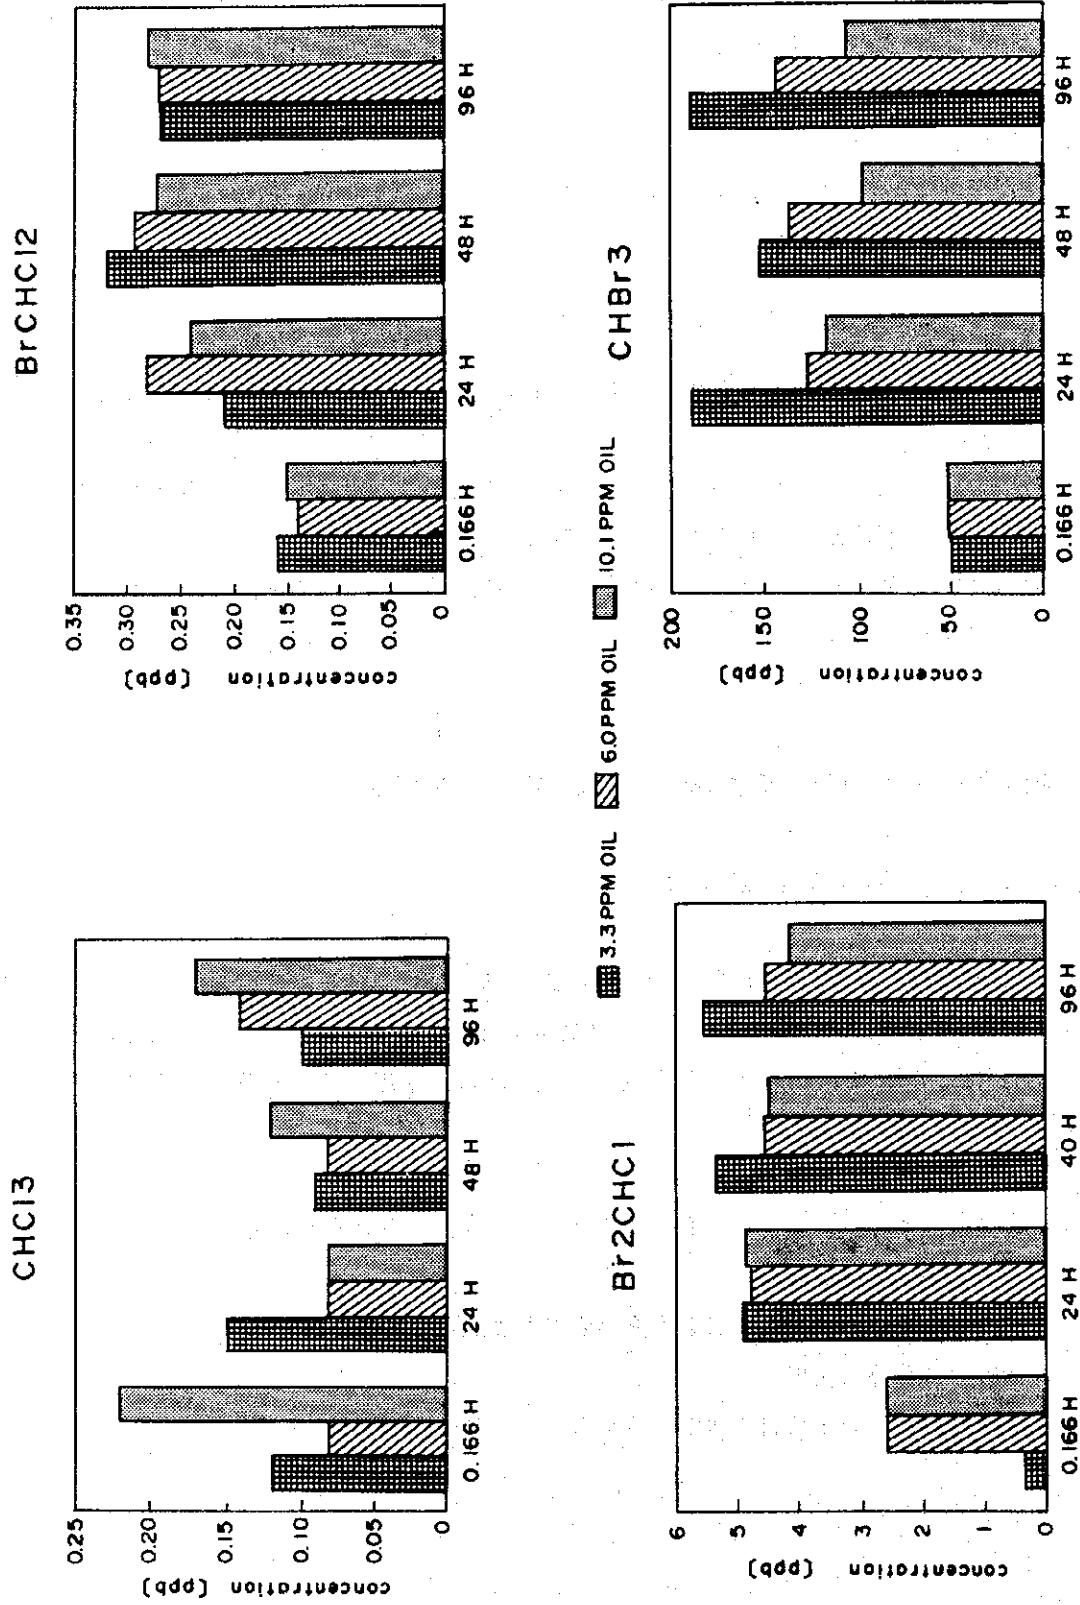 CHCl3
concentration
(ppb)
0.25
0.20
0.15
0.10
0.05
0
0.166 H
24 H
48 H
96 H
BrCHCl2
concentration
(ppb)
0.35
0.30
0.25
0.20
0.15
0.10
0.05
0
0.166 H
24 H
48 H
96 H
3.3 PPM OIL
6.0 PPM OIL
10.1 PPM OIL
Br2CHCl
concentration
(ppb)
6
5
4
3
2
1
0
0.166 H
24 H
40 H
96 H
CHBr3
concentration
(ppb)
200
150
100
50
0
0.166 H
24 H
48 H
96 H